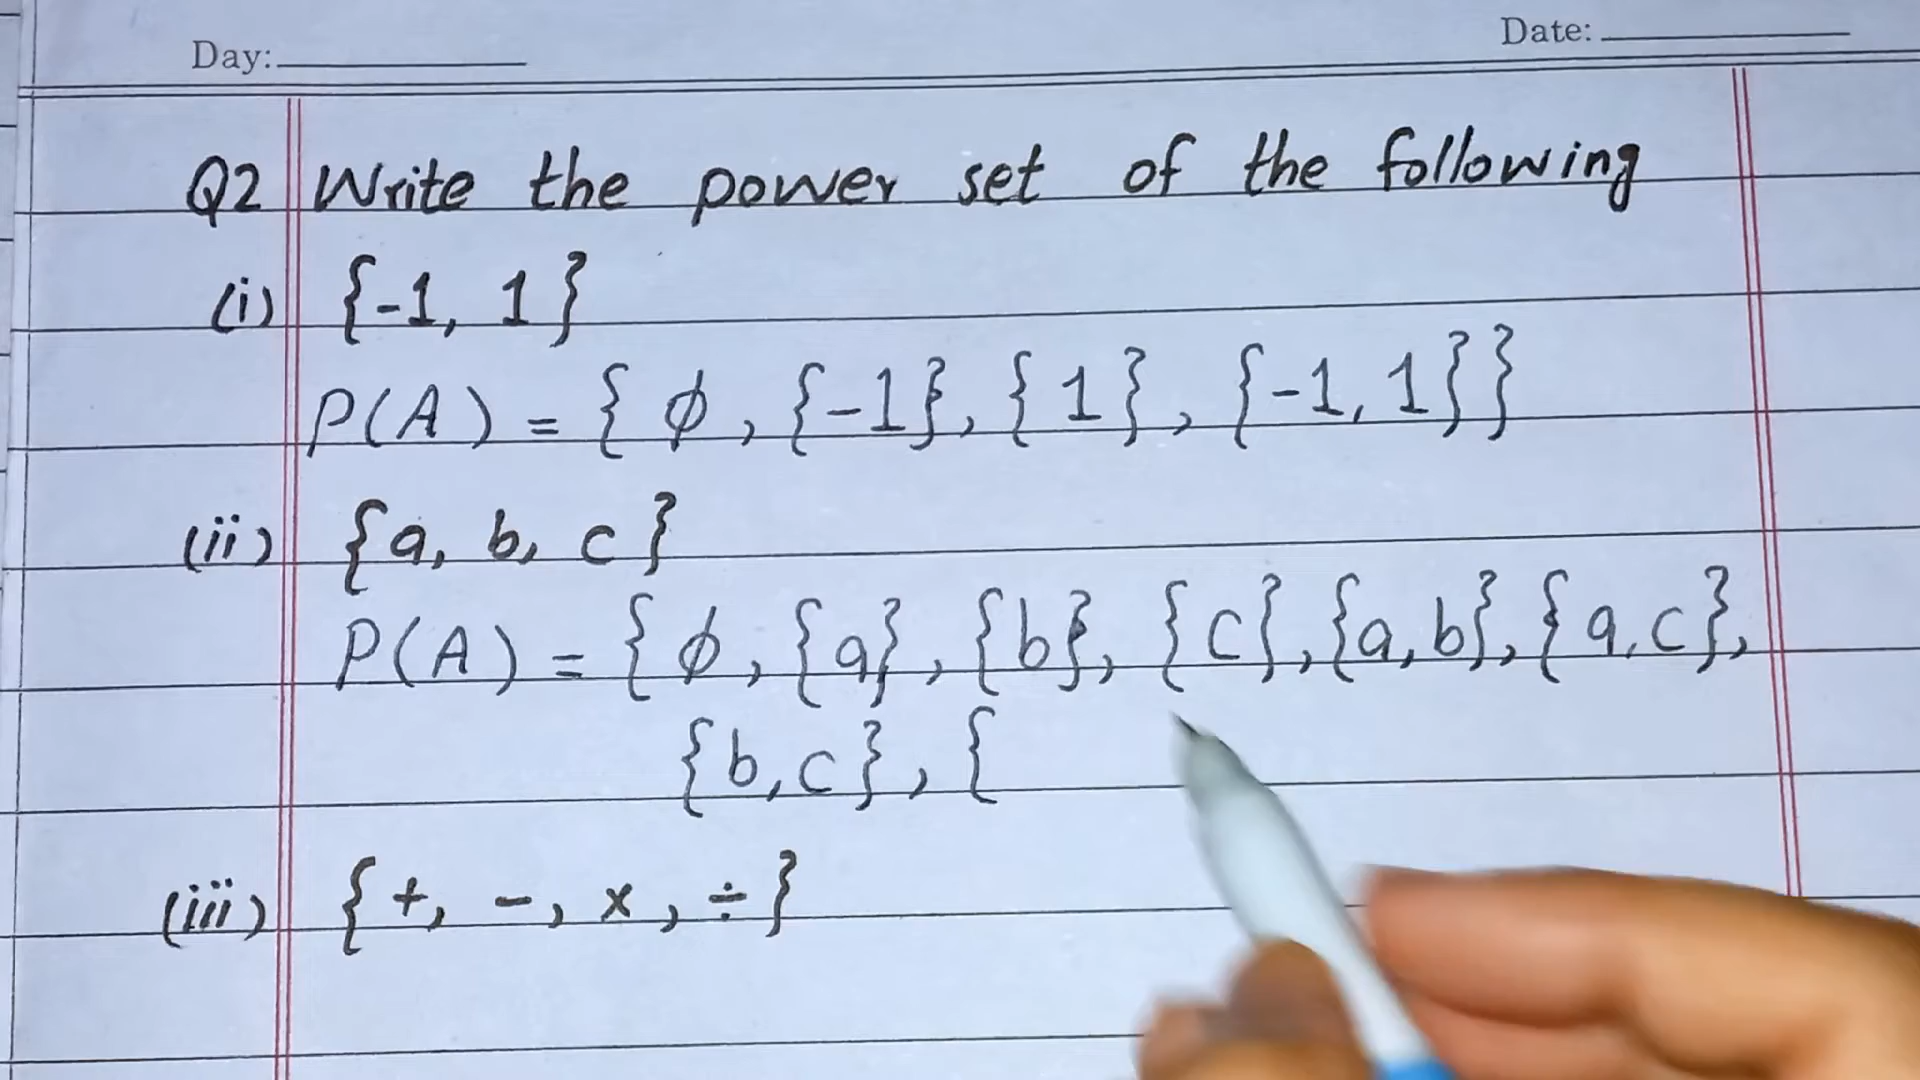 Day: Date:
Q2 Write the power set of the following
(i) {-1, 1}
P(A) = { φ, {-1}, {1}, {-1, 1}}
(ii) {a, b, c}
P(A) = { φ, {a}, {b}, {c}, {a, b}, {a, c},
{b, c}, {
(iii) {+, -, ×, ÷}